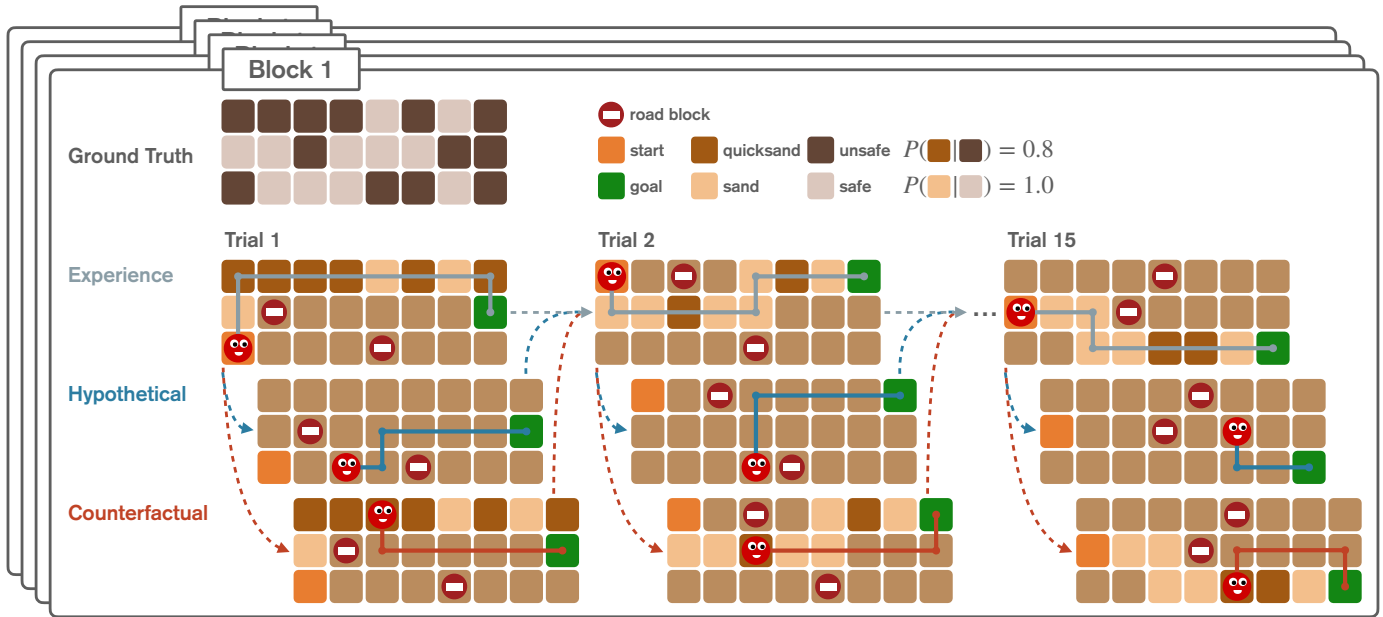 Block 1
Ground Truth
road block
start
quicksand
unsafe
P( | ) = 0.8
goal
sand
safe
P( | ) = 1.0
Trial 1
Trial 2
Trial 15
Experience
...
Hypothetical
Counterfactual